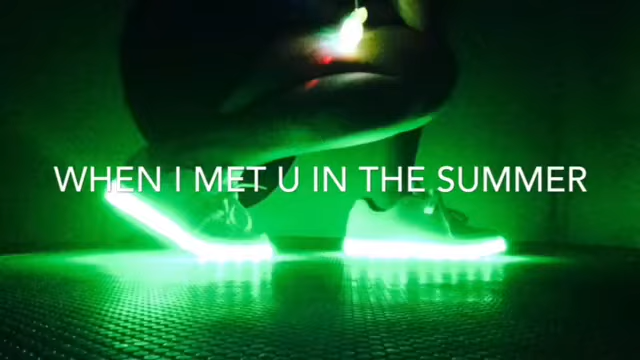 WHEN I MET U IN THE SUMMER